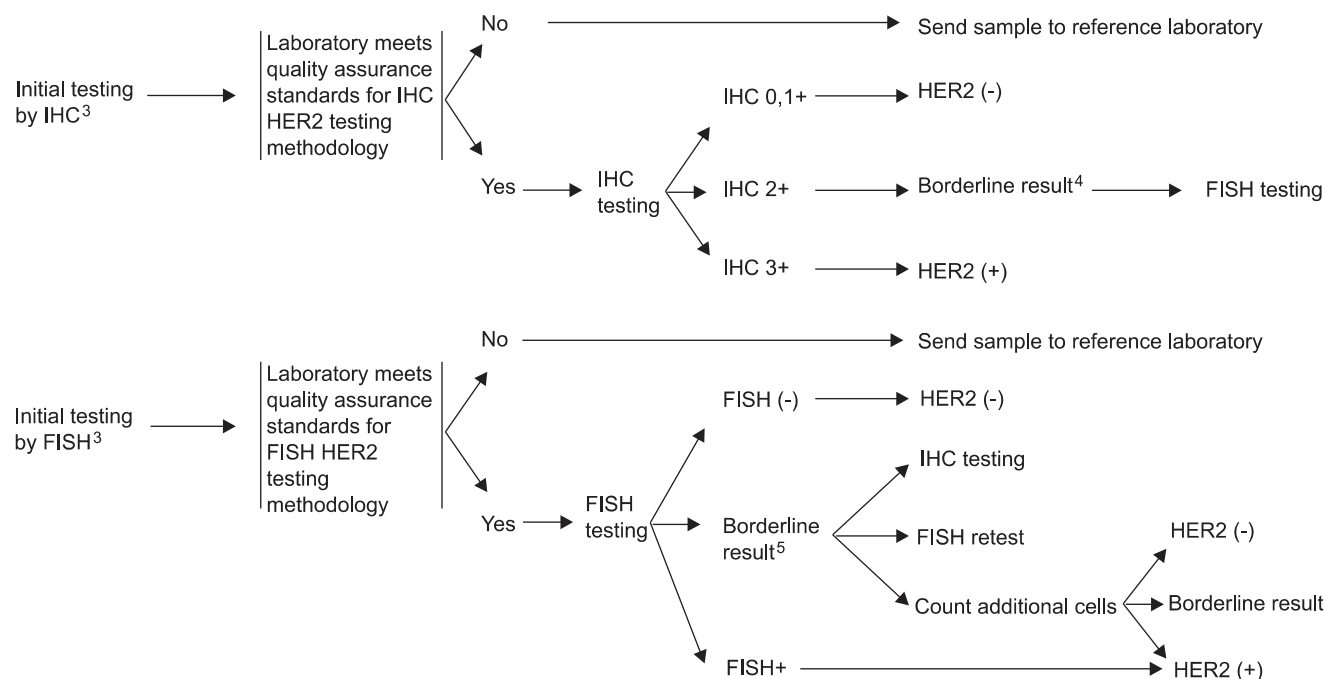 No
Send sample to reference laboratory
Laboratory meets
quality assurance
standards for IHC
HER2 testing
methodology
Initial testing
by IHC3
IHC 0,1+
HER2 (-)
Yes
IHC
testing
IHC 2+
Borderline result4
FISH testing
IHC 3+
HER2 (+)
No
Send sample to reference laboratory
Laboratory meets
quality assurance
standards for
FISH HER2
testing
methodology
Initial testing
by FISH3
FISH (-)
HER2 (-)
IHC testing
Yes
FISH
testing
Borderline
result5
FISH retest
HER2 (-)
Count additional cells
Borderline result
FISH+
HER2 (+)